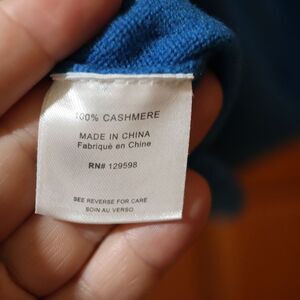 100% CASHMERE
MADE IN CHINA
Fabriqué en Chine
RN# 129598
SEE REVERSE FOR CARE
SOIN AU VERSO